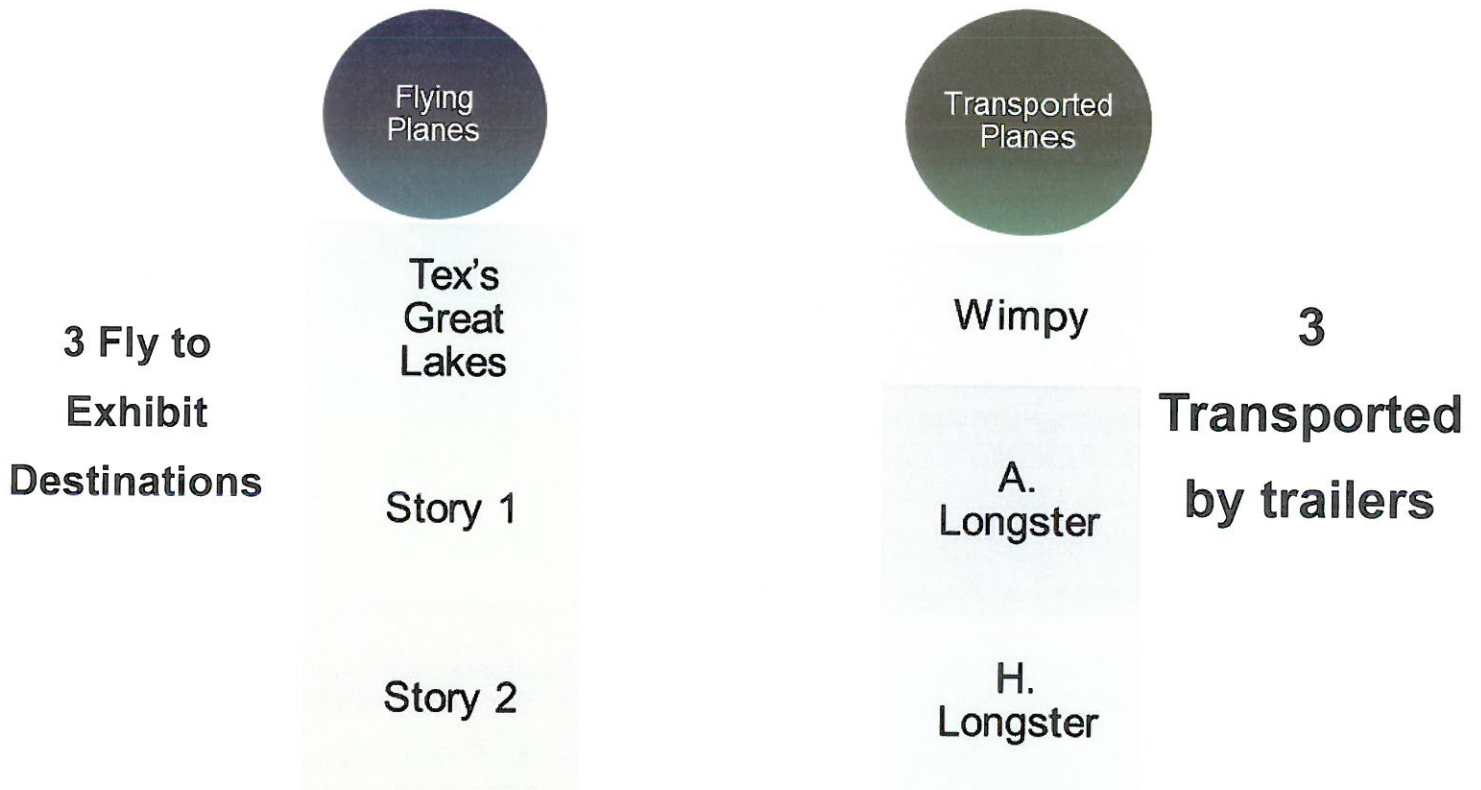 Flying
Planes
Transported
Planes
3 Fly to
Exhibit
Destinations
Tex's
Great
Lakes
Story 1
Story 2
Wimpy
A.
Longster
H.
Longster
3
Transported
by trailers